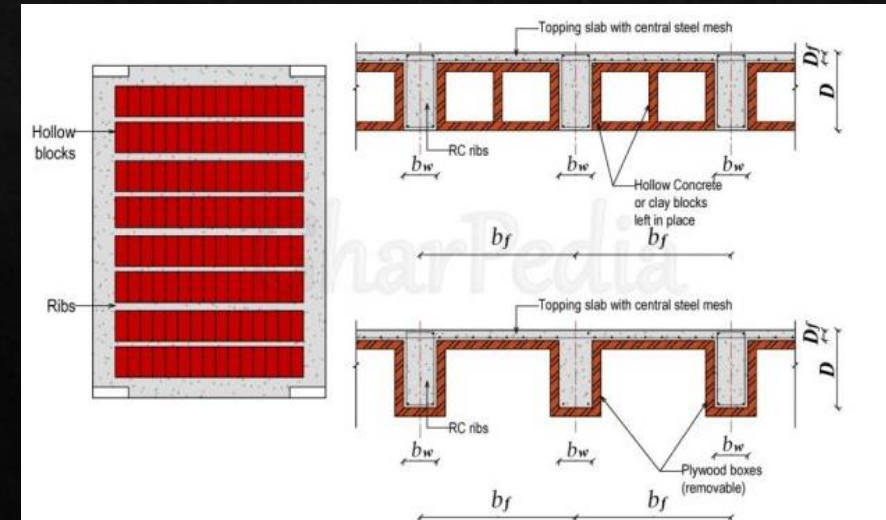 Hollow
blocks
Ribs
Topping slab with central steel mesh
Df
D
RC ribs
bw
bw
bw
Hollow Concrete
or clay blocks
left in place
bf
bf
GharPedia
Topping slab with central steel mesh
Df
D
RC ribs
bw
bw
bw
Plywood boxes
(removable)
bf
bf